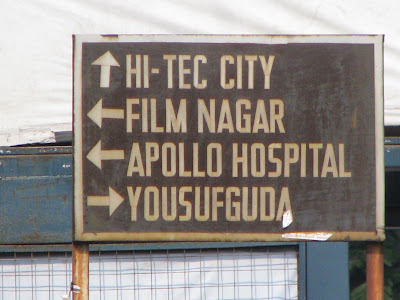 HI-TEC CITY
FILM NAGAR
APOLLO HOSPITAL
YOUSUFGUDA